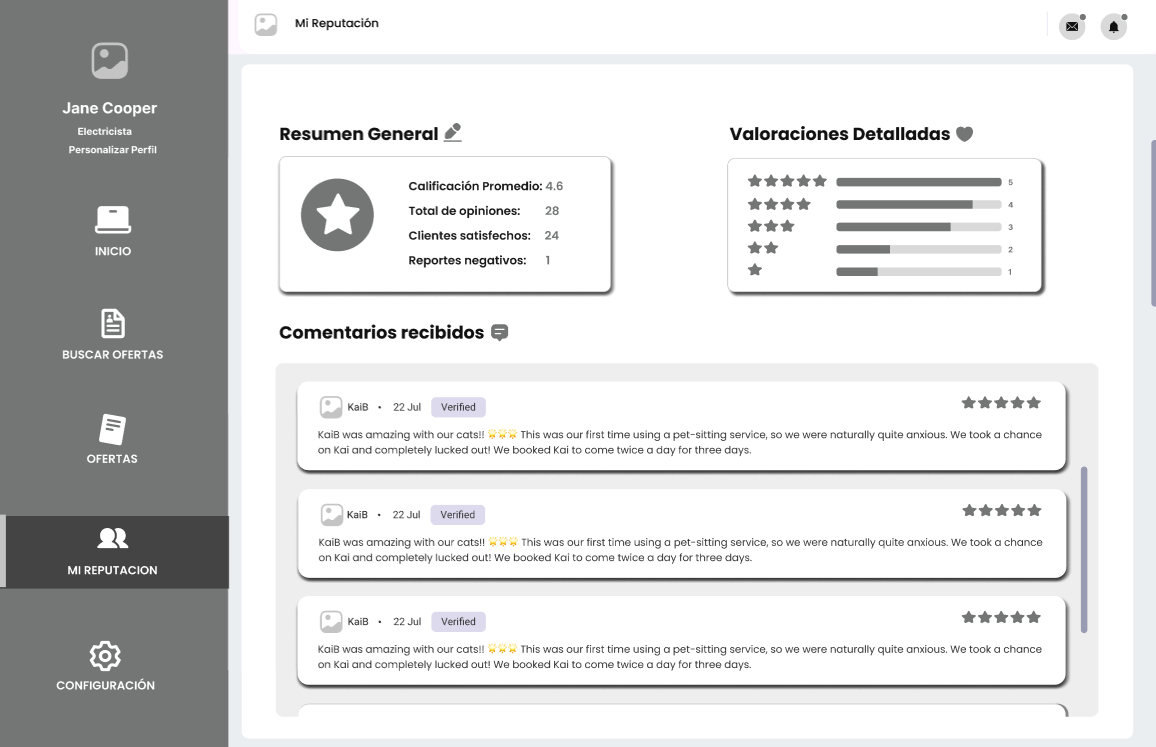 Mi Reputación
Jane Cooper
Electricista
Personalizar Perfil
INICIO
BUSCAR OFERTAS
OFERTAS
MI REPUTACION
CONFIGURACIÓN
Resumen General
Calificación Promedio: 4.6
Total de opiniones: 28
Clientes satisfechos: 24
Reportes negativos: 1
Valoraciones Detalladas
5
4
3
2
1
Comentarios recibidos
KaiB • 22 Jul Verified
KaiB was amazing with our cats!! This was our first time using a pet-sitting service, so we were naturally quite anxious. We took a chance
on Kai and completely lucked out! We booked Kai to come twice a day for three days.
KaiB • 22 Jul Verified
KaiB was amazing with our cats!! This was our first time using a pet-sitting service, so we were naturally quite anxious. We took a chance
on Kai and completely lucked out! We booked Kai to come twice a day for three days.
KaiB • 22 Jul Verified
KaiB was amazing with our cats!! This was our first time using a pet-sitting service, so we were naturally quite anxious. We took a chance
on Kai and completely lucked out! We booked Kai to come twice a day for three days.